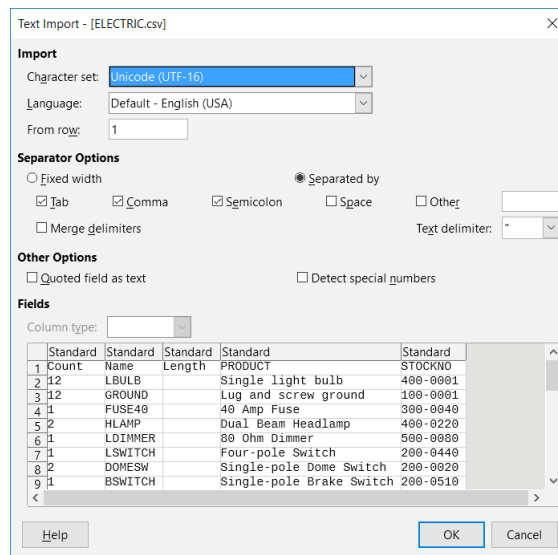 Text Import - [ELECTRIC.csv]
Import
Character set: Unicode (UTF-16)
Language: Default - English (USA)
From row: 1
Separator Options
Fixed width Separated by
Tab Comma Semicolon Space Other
Merge delimiters Text delimiter: "
Other Options
Quoted field as text Detect special numbers
Fields
Column type:
Standard Standard Standard Standard Standard
1 Count Name Length PRODUCT STOCKNO
2 12 LBULB Single light bulb 400-0001
3 12 GROUND Lug and screw ground 100-0001
4 1 FUSE40 40 Amp Fuse 300-0040
5 2 HLAMP Dual Beam Headlamp 400-0220
6 1 LDIMMER 80 Ohm Dimmer 500-0080
7 1 LSWITCH Four-pole Switch 200-0440
8 2 DOMESW Single-pole Dome Switch 200-0020
9 1 BSWITCH Single-pole Brake Switch 200-0510
Help OK Cancel